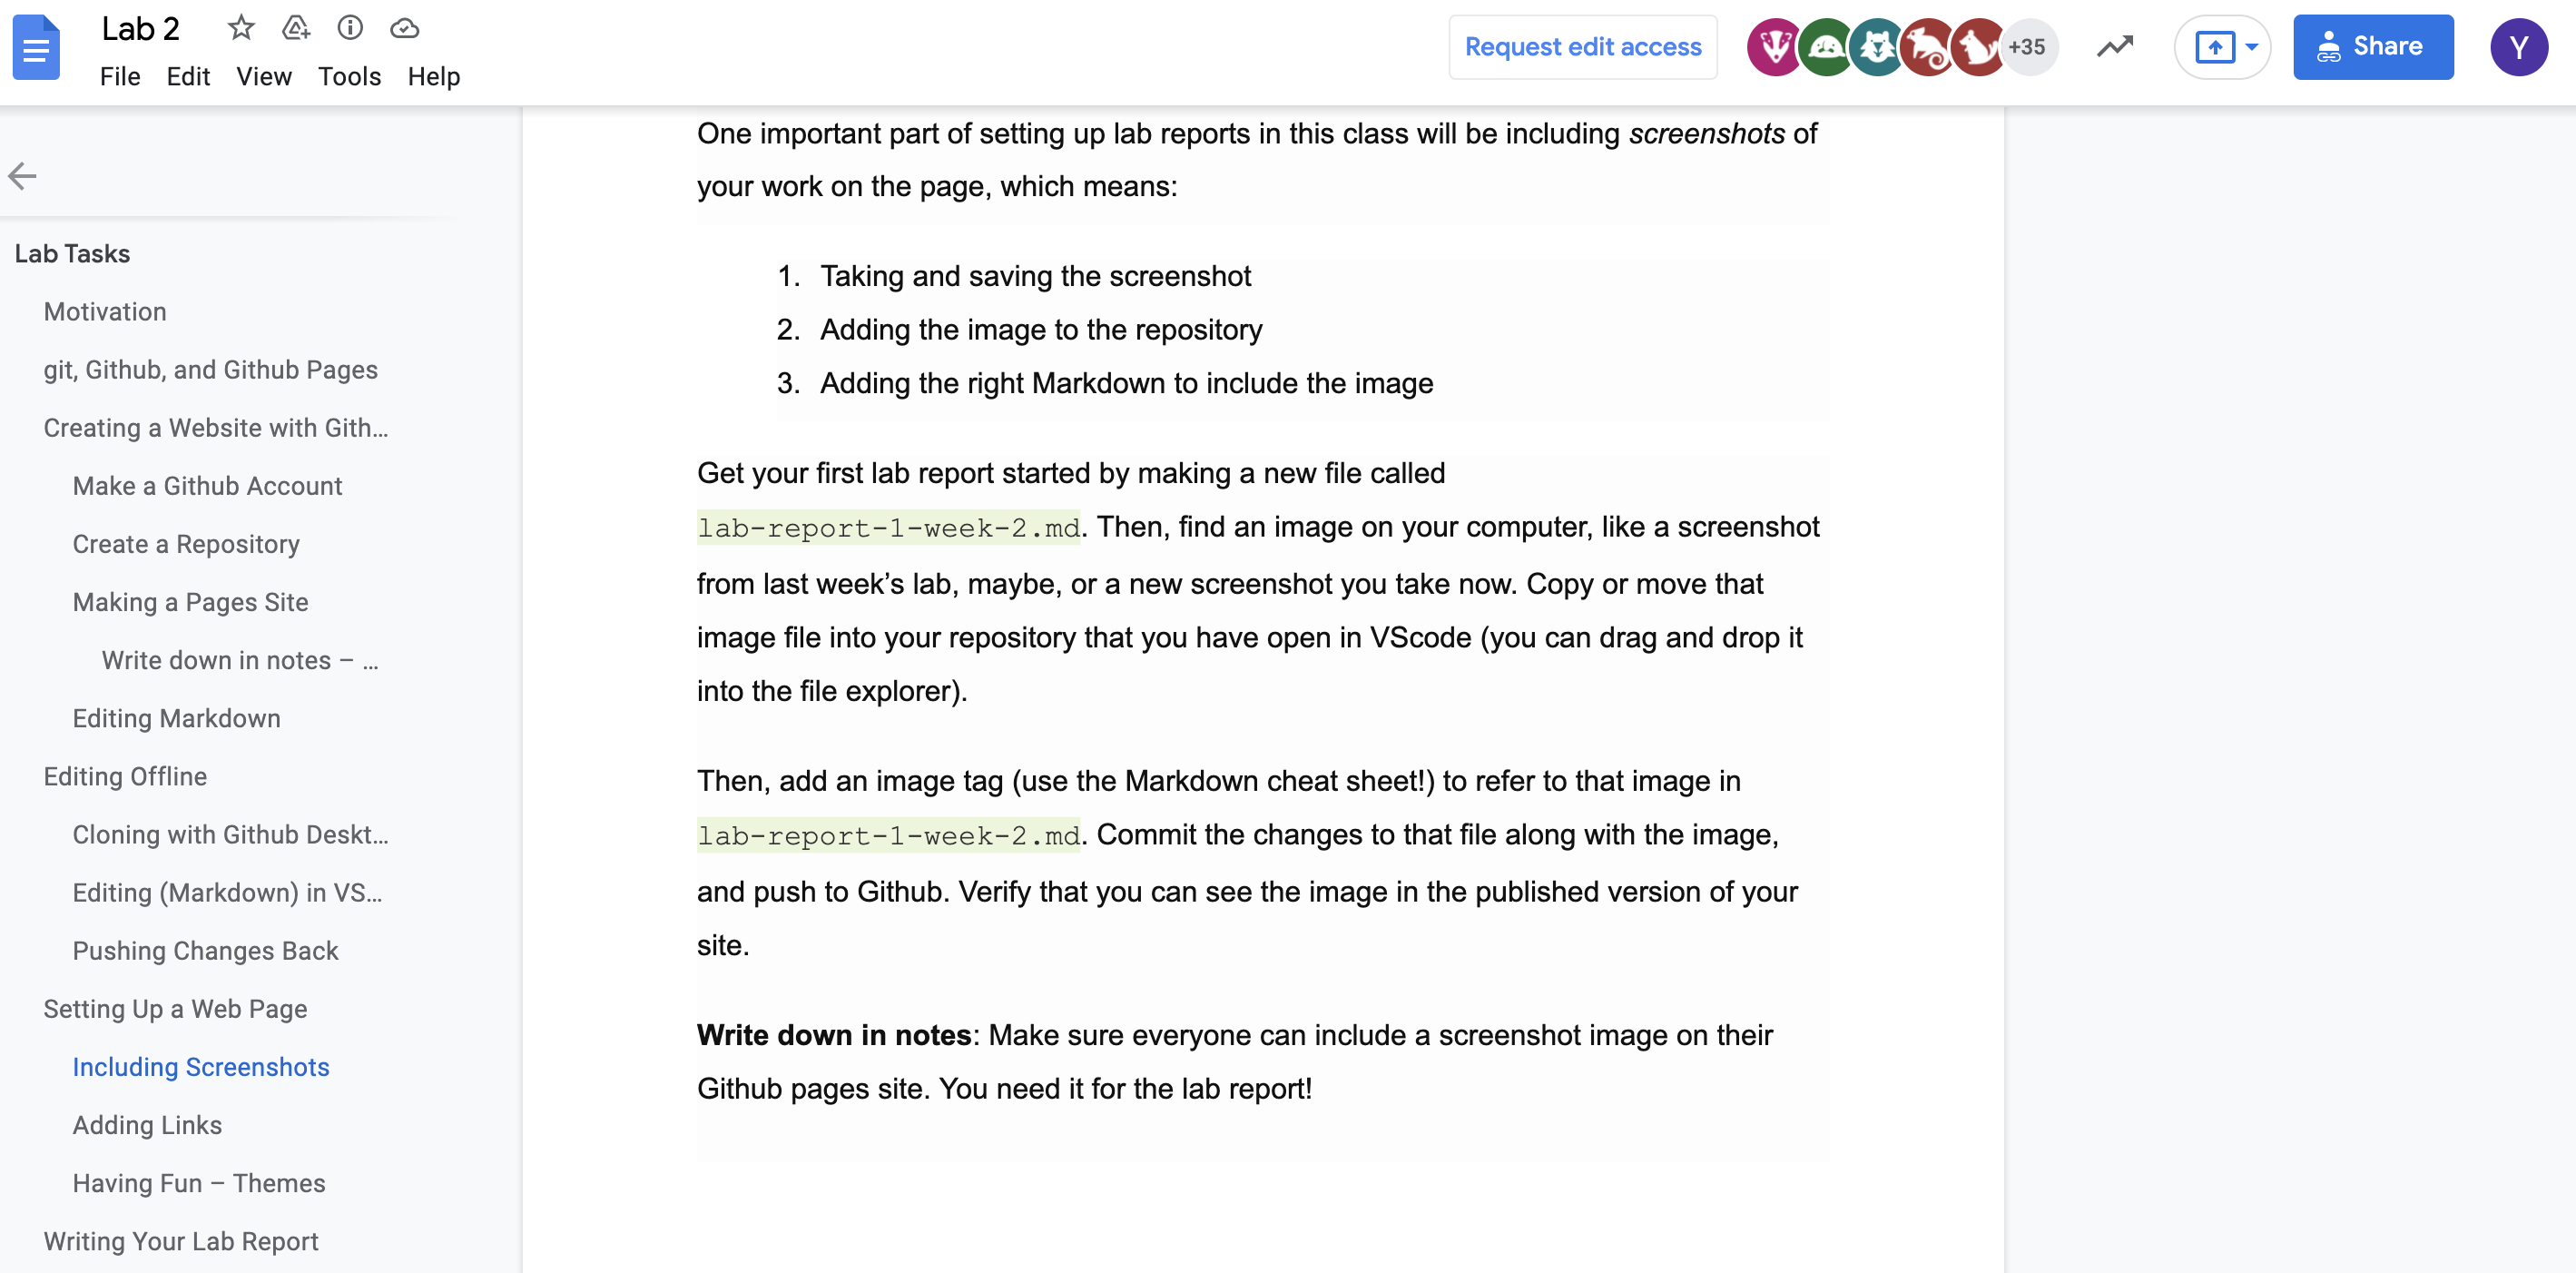 Lab 2
File Edit View Tools Help
Request edit access
+35
Share
Y
Lab Tasks
Motivation
git, Github, and Github Pages
Creating a Website with Gith...
Make a Github Account
Create a Repository
Making a Pages Site
Write down in notes – ...
Editing Markdown
Editing Offline
Cloning with Github Deskt...
Editing (Markdown) in VS...
Pushing Changes Back
Setting Up a Web Page
Including Screenshots
Adding Links
Having Fun – Themes
Writing Your Lab Report
One important part of setting up lab reports in this class will be including screenshots of
your work on the page, which means:
1. Taking and saving the screenshot
2. Adding the image to the repository
3. Adding the right Markdown to include the image
Get your first lab report started by making a new file called
lab-report-1-week-2.md. Then, find an image on your computer, like a screenshot
from last week’s lab, maybe, or a new screenshot you take now. Copy or move that
image file into your repository that you have open in VScode (you can drag and drop it
into the file explorer).
Then, add an image tag (use the Markdown cheat sheet!) to refer to that image in
lab-report-1-week-2.md. Commit the changes to that file along with the image,
and push to Github. Verify that you can see the image in the published version of your
site.
Write down in notes: Make sure everyone can include a screenshot image on their
Github pages site. You need it for the lab report!